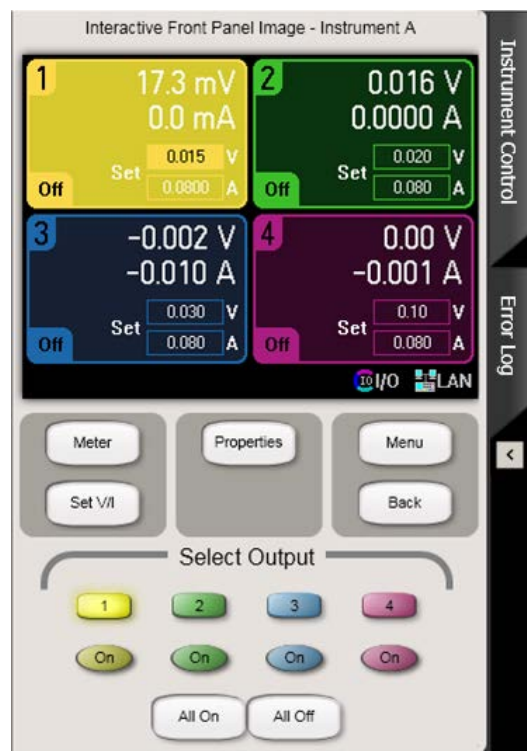 Interactive Front Panel Image - Instrument A
1
17.3 mV
0.0 mA
Set
0.015 V
0.0800 A
Off
2
0.016 V
0.0000 A
Set
0.020 V
0.080 A
Off
3
-0.002 V
-0.010 A
Set
0.030 V
0.080 A
Off
4
0.00 V
-0.001 A
Set
0.10 V
0.080 A
Off
IO I/O LAN
Meter Properties Menu
Set V/I Back
Select Output
1 2 3 4
On On On On
All On All Off
Instrument Control
Error Log
<